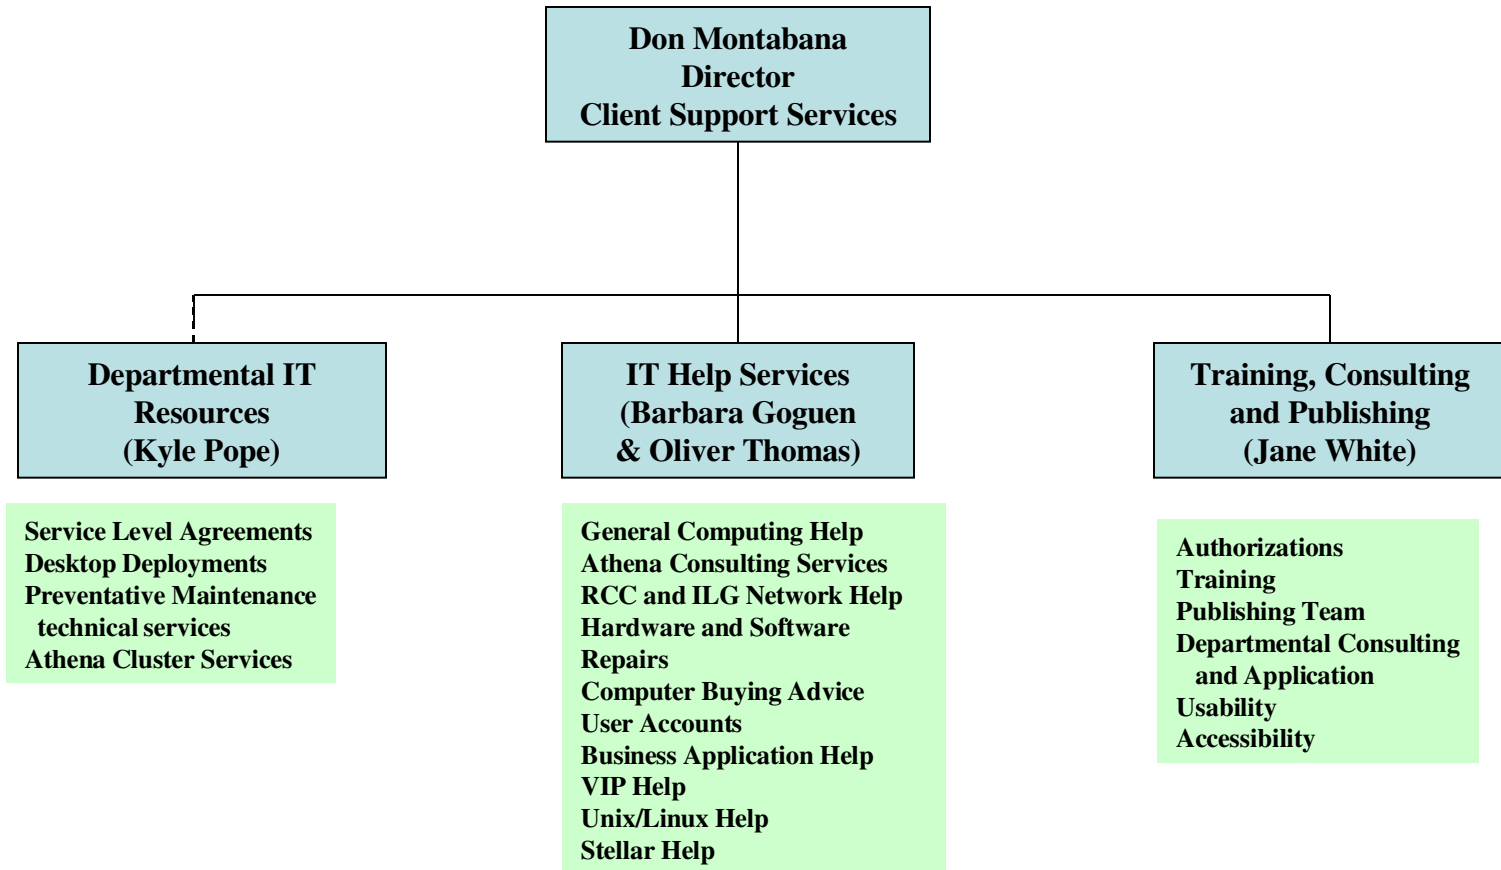 Don Montabana
Director
Client Support Services
Departmental IT
Resources
(Kyle Pope)
IT Help Services
(Barbara Goguen
& Oliver Thomas)
Training, Consulting
and Publishing
(Jane White)
Service Level Agreements
Desktop Deployments
Preventative Maintenance
technical services
Athena Cluster Services
General Computing Help
Athena Consulting Services
RCC and ILG Network Help
Hardware and Software
Repairs
Computer Buying Advice
User Accounts
Business Application Help
VIP Help
Unix/Linux Help
Stellar Help
Authorizations
Training
Publishing Team
Departmental Consulting
and Application
Usability
Accessibility